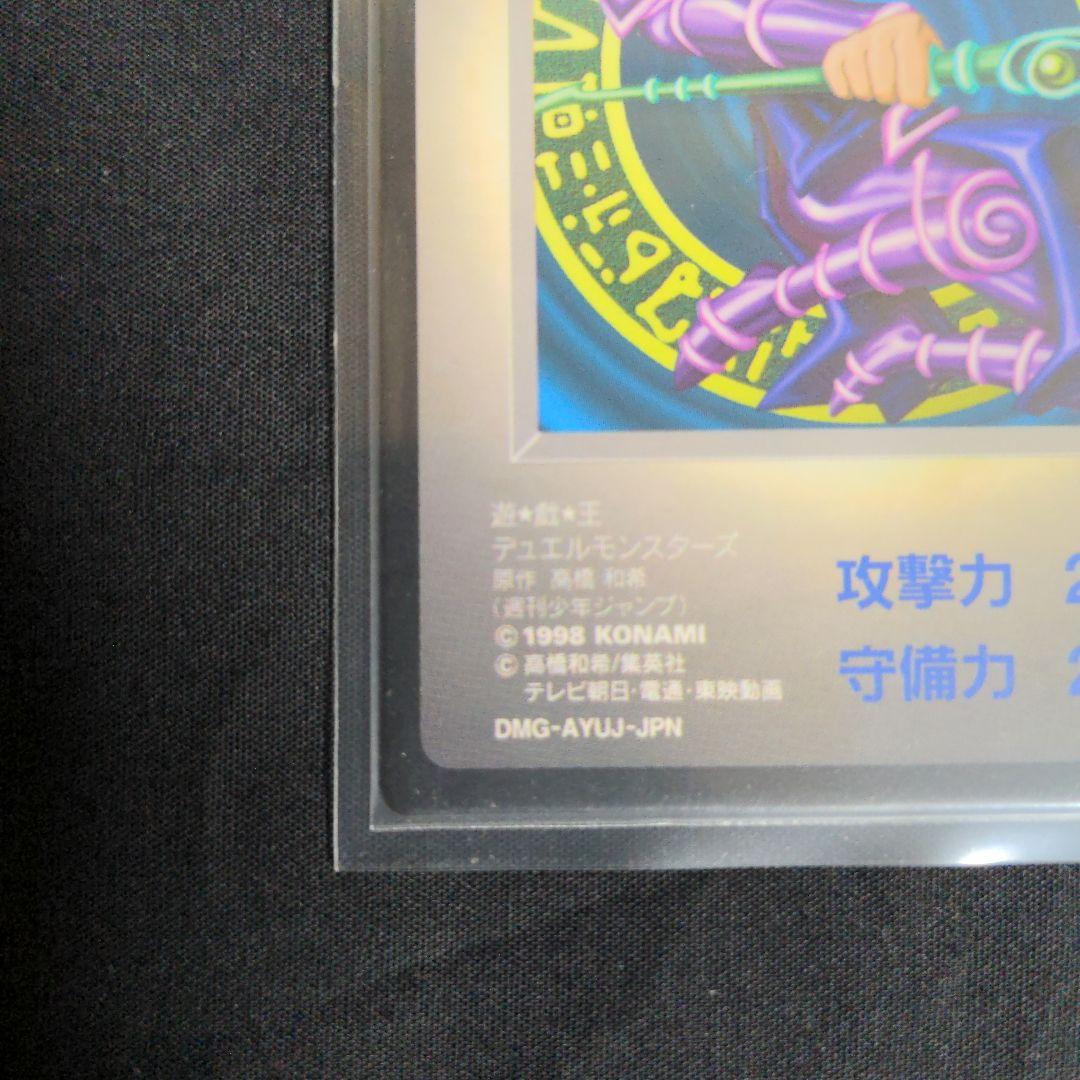 遊★戯★王
デュエルモンスターズ
原作 高橋 和希
(週刊少年ジャンプ)
©1998 KONAMI
©高橋和希/集英社
テレビ朝日・電通・東映動画
DMG-AYUJ-JPN
攻撃力 2
守備力 2